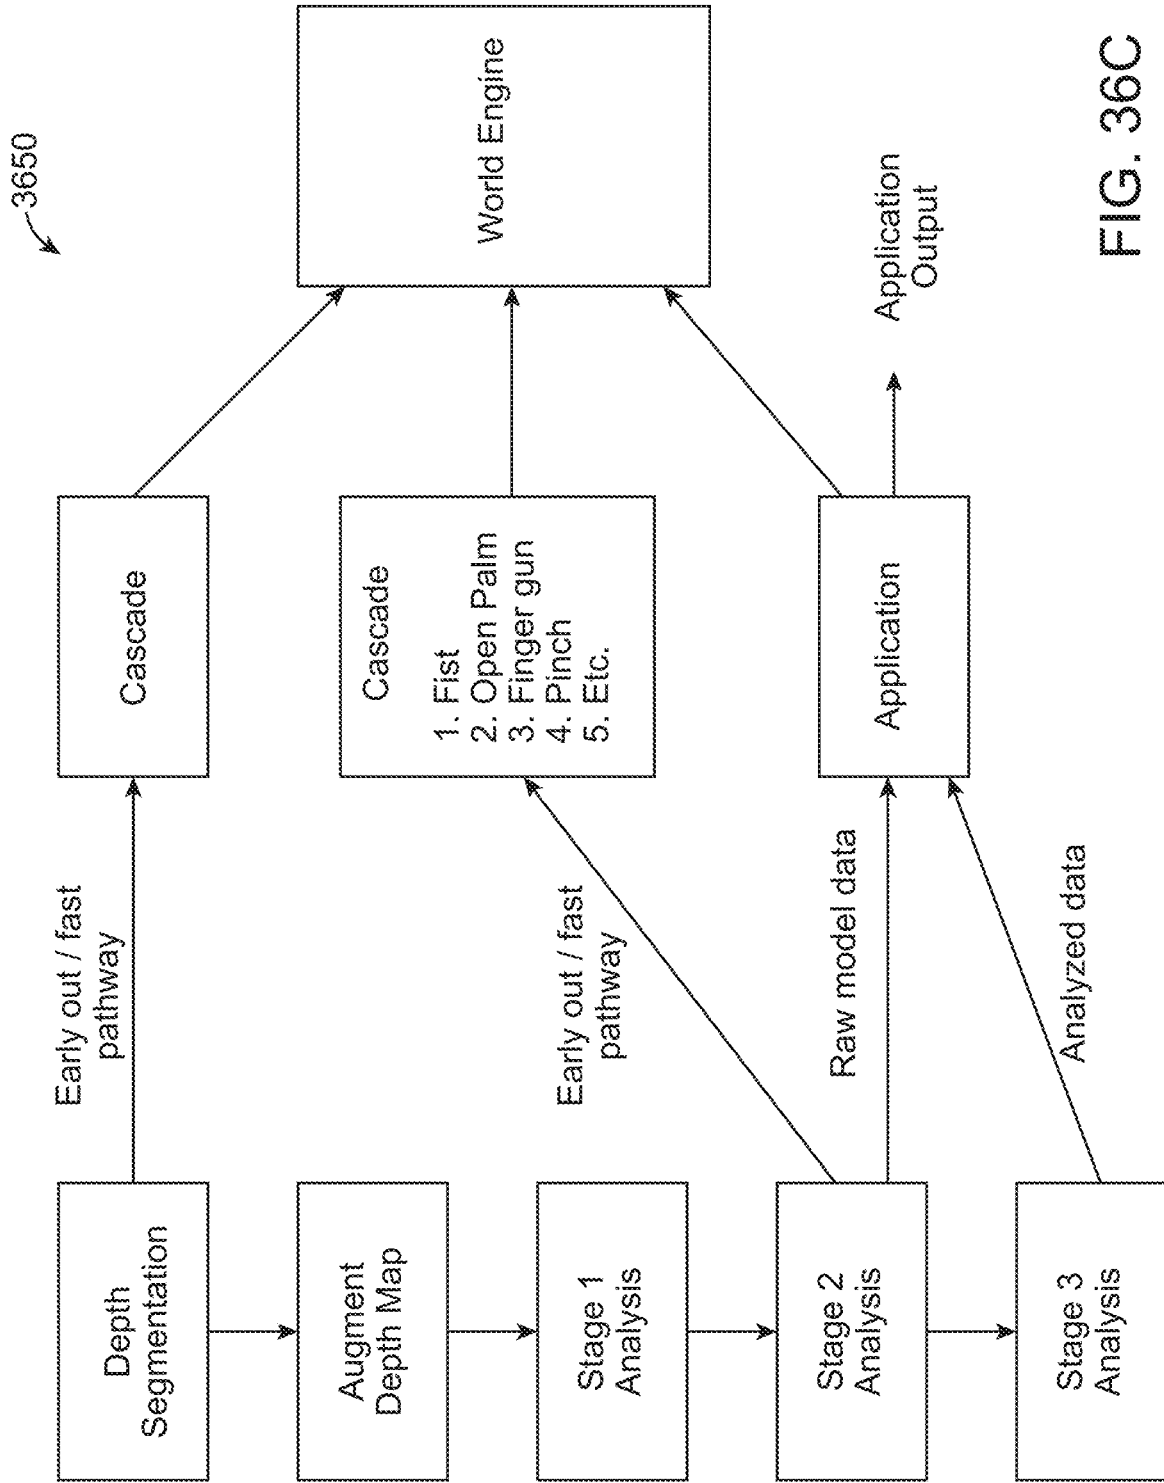 3650
Depth
Segmentation
Early out / fast
pathway
Cascade
World Engine
Augment
Depth Map
Stage 1
Analysis
Early out / fast
pathway
Cascade
1. Fist
2. Open Palm
3. Finger gun
4. Pinch
5. Etc.
Stage 2
Analysis
Raw model data
Application
Application
Output
Stage 3
Analysis
Analyzed data
FIG. 36C